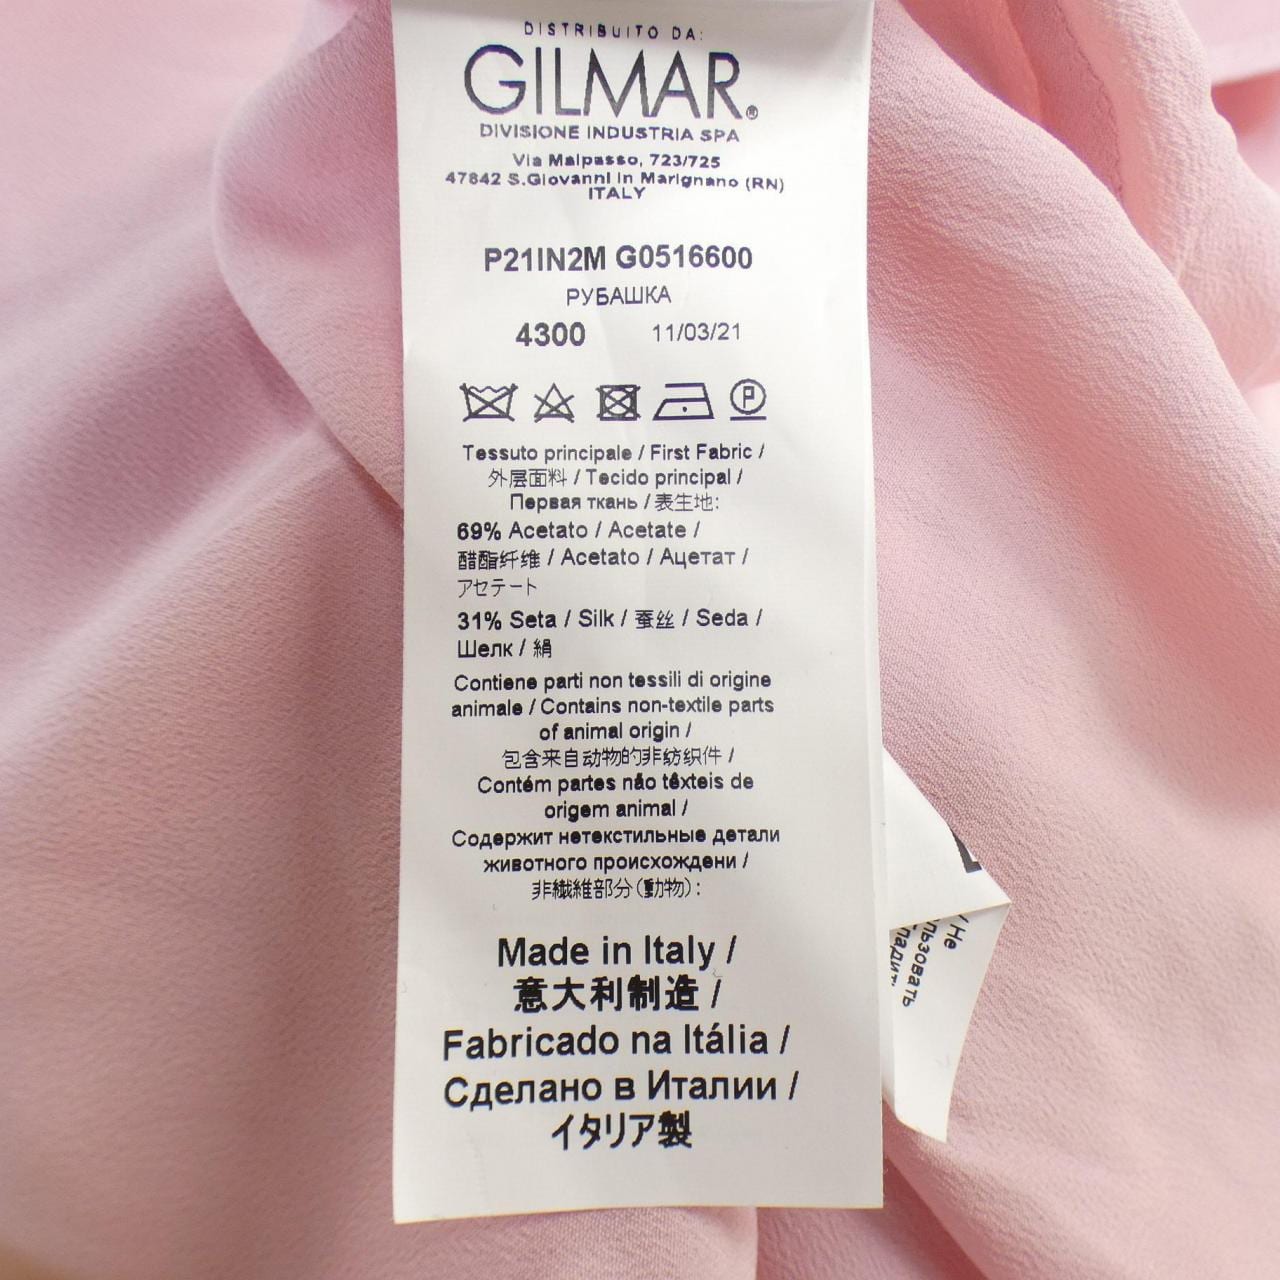 DISTRIBUITO DA:
GILMAR®
DIVISIONE INDUSTRIA SPA
Via Malpasso, 723/725
47842 S.Giovanni in Marignano (RN)
ITALY
P21IN2M G0516600
РУБАШКА
4300 11/03/21
P
Tessuto principale / First Fabric /
外层面料 / Tecido principal /
Первая ткань / 表生地:
69% Acetato / Acetate /
醋酯纤维 / Acetato / Ацетат /
アセテート
31% Seta / Silk / 蚕丝 / Seda /
Шелк / 絹
Contiene parti non tessili di origine
animale / Contains non-textile parts
of animal origin /
包含来自动物的非纺织件 /
Contém partes não têxteis de
origem animal /
Содержит нетекстильные детали
животного происхождени /
非繊維部分(動物):
Made in Italy /
意大利制造 /
Fabricado na Itália /
Сделано в Италии /
イタリア製
/ Не